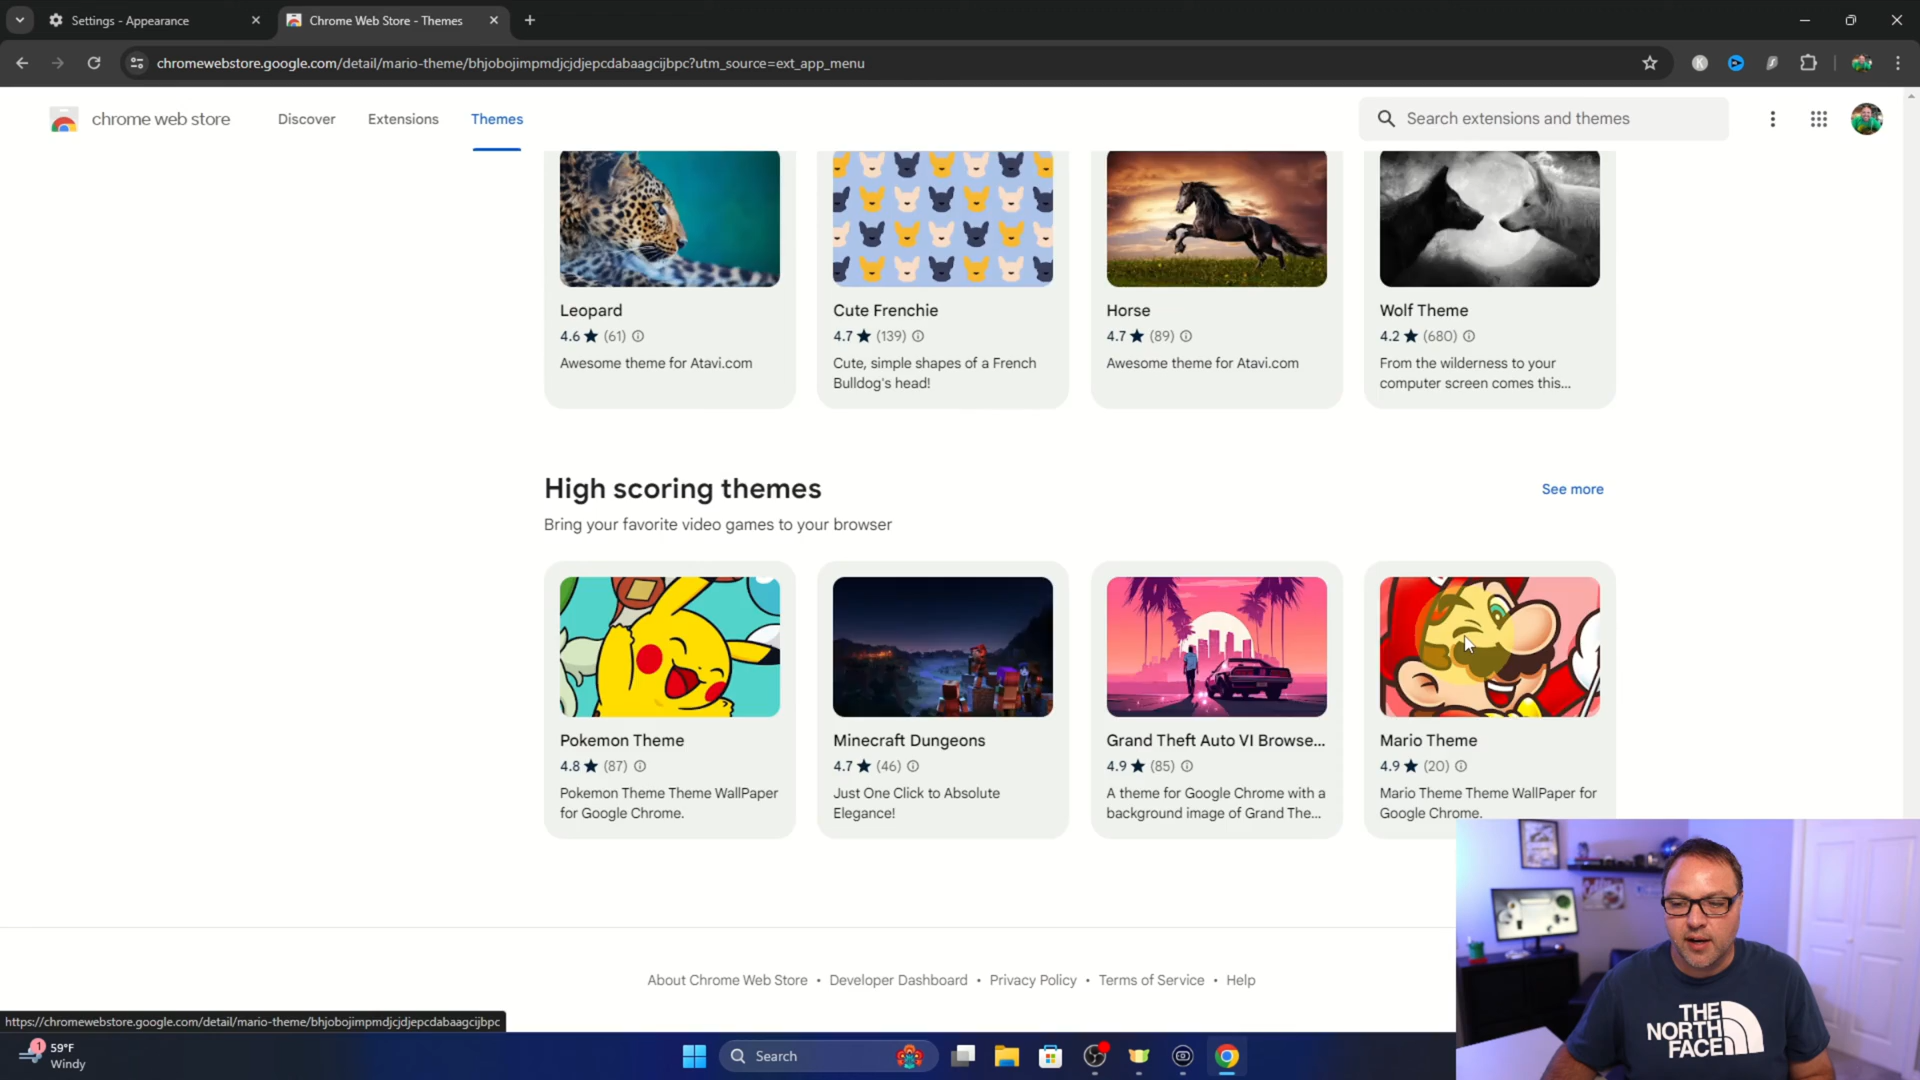 Settings - Appearance
Chrome Web Store - Themes
chromewebstore.google.com/detail/mario-theme/bhjobojimpmdjcjdjepcdabaagcijbpc?utm_source=ext_app_menu
chrome web store
Discover
Extensions
Themes
Search extensions and themes
Leopard
4.6 ★ (61)
Awesome theme for Atavi.com
Cute Frenchie
4.7 ★ (139)
Cute, simple shapes of a French
Bulldog's head!
Horse
4.7 ★ (89)
Awesome theme for Atavi.com
Wolf Theme
4.2 ★ (680)
From the wilderness to your
computer screen comes this...
High scoring themes
See more
Bring your favorite video games to your browser
Pokemon Theme
4.8 ★ (87)
Pokemon Theme Theme WallPaper
for Google Chrome.
Minecraft Dungeons
4.7 ★ (46)
Just One Click to Absolute
Elegance!
Grand Theft Auto VI Browse...
4.9 ★ (85)
A theme for Google Chrome with a
background image of Grand The...
Mario Theme
4.9 ★ (20)
Mario Theme Theme WallPaper for
Google Chrome.
About Chrome Web Store • Developer Dashboard • Privacy Policy • Terms of Service • Help
https://chromewebstore.google.com/detail/mario-theme/bhjobojimpmdjcjdjepcdabaagcijbpc
1
59°F
Windy
Search
THE
NORTH
FACE